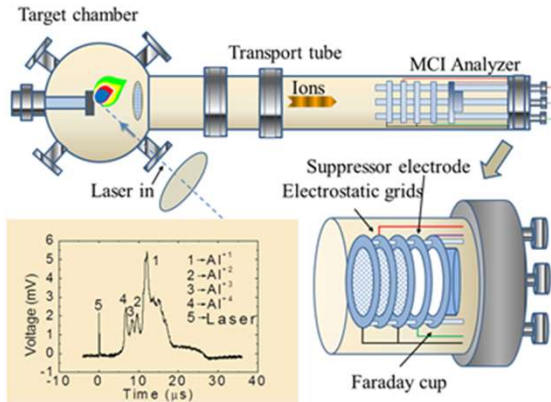 Target chamber
Transport tube
MCI Analyzer
Ions
Laser in
Suppressor electrode
Electrostatic grids
Faraday cup
Voltage (mV)
6
5
4
3
2
1
0
-1
5
4
3
2
1
1→Al⁺¹
2→Al⁺²
3→Al⁺³
4→Al⁺⁴
5→Laser
-10 0 10 20 30 40
Time (μs)